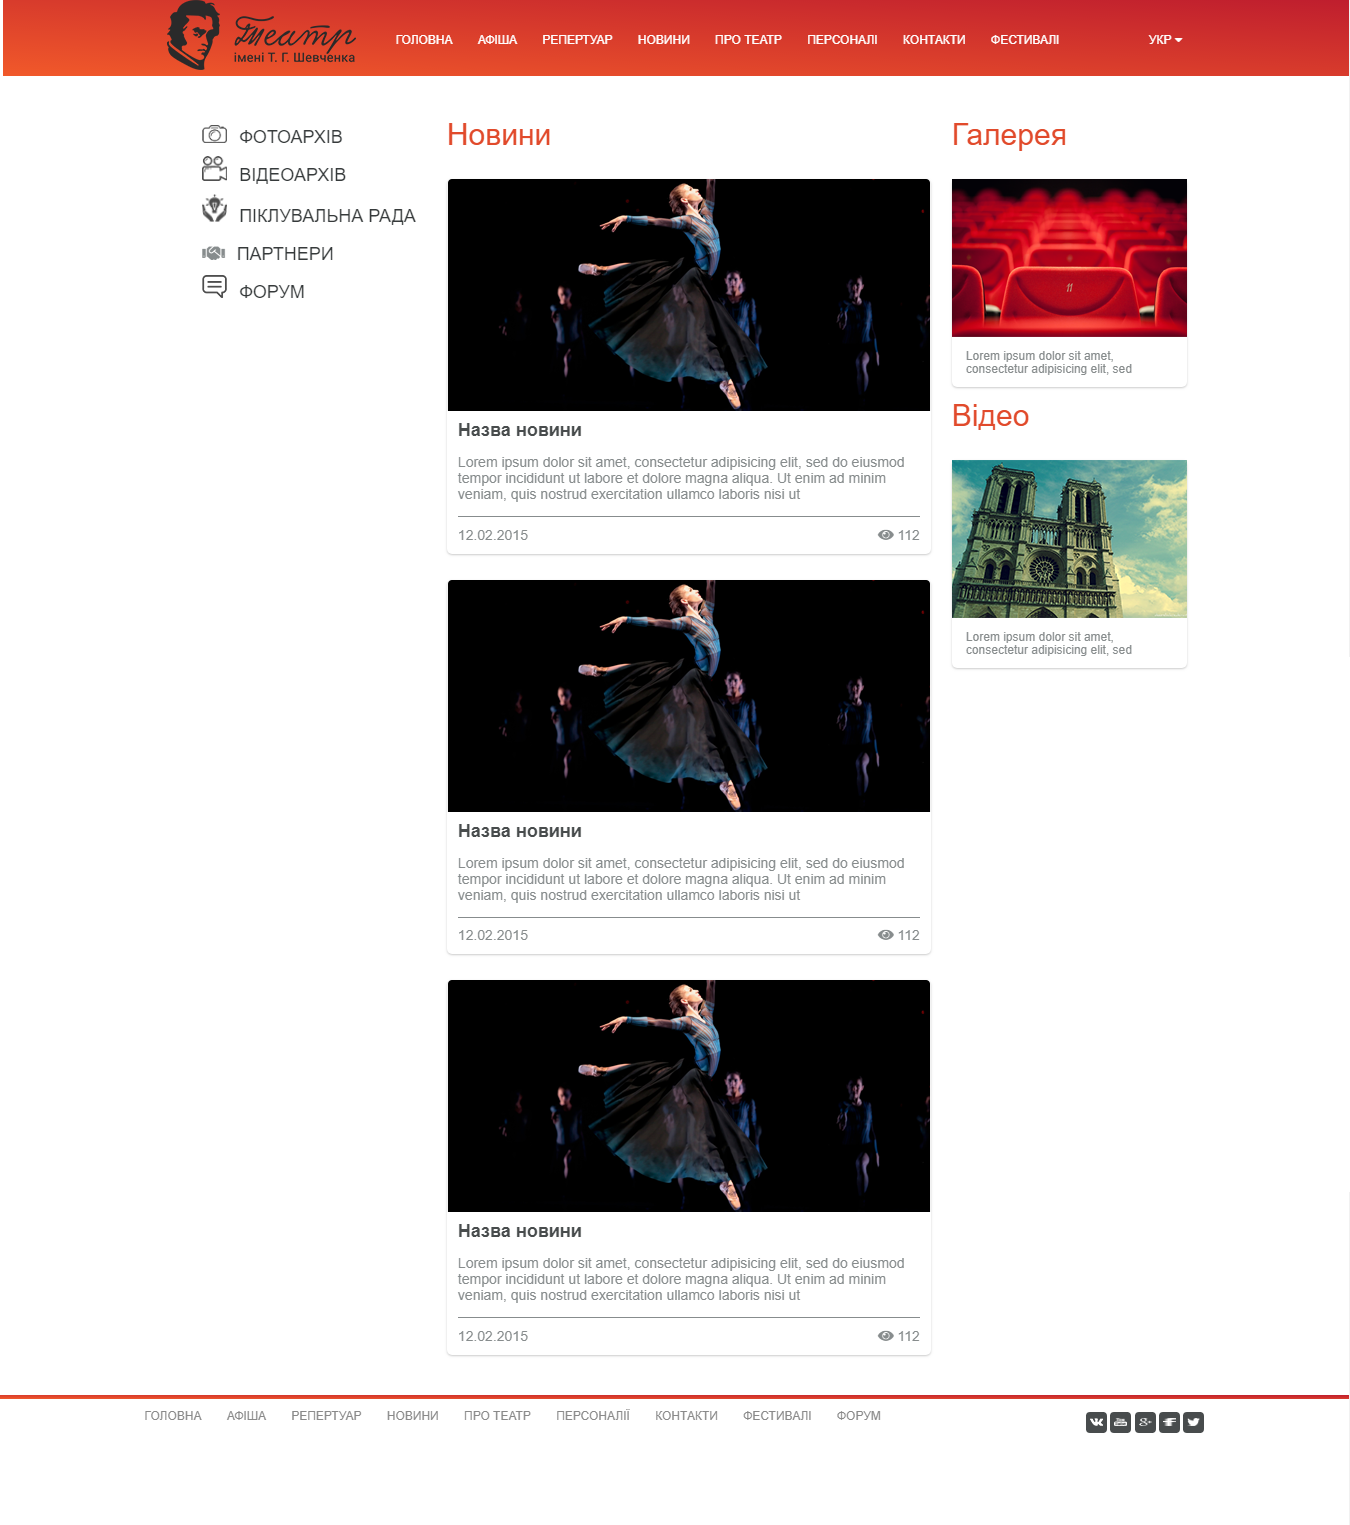 Театр
імені Т. Г. Шевченка
ГОЛОВНА АФІША РЕПЕРТУАР НОВИНИ ПРО ТЕАТР ПЕРСОНАЛІ КОНТАКТИ ФЕСТИВАЛІ УКР
ФОТОАРХІВ
ВІДЕОАРХІВ
ПІКЛУВАЛЬНА РАДА
ПАРТНЕРИ
ФОРУМ
Новини
Назва новини
Lorem ipsum dolor sit amet, consectetur adipisicing elit, sed do eiusmod
tempor incididunt ut labore et dolore magna aliqua. Ut enim ad minim
veniam, quis nostrud exercitation ullamco laboris nisi ut
12.02.2015 112
Назва новини
Lorem ipsum dolor sit amet, consectetur adipisicing elit, sed do eiusmod
tempor incididunt ut labore et dolore magna aliqua. Ut enim ad minim
veniam, quis nostrud exercitation ullamco laboris nisi ut
12.02.2015 112
Назва новини
Lorem ipsum dolor sit amet, consectetur adipisicing elit, sed do eiusmod
tempor incididunt ut labore et dolore magna aliqua. Ut enim ad minim
veniam, quis nostrud exercitation ullamco laboris nisi ut
12.02.2015 112
Галерея
11
Lorem ipsum dolor sit amet,
consectetur adipisicing elit, sed
Відео
Lorem ipsum dolor sit amet,
consectetur adipisicing elit, sed
ГОЛОВНА АФІША РЕПЕРТУАР НОВИНИ ПРО ТЕАТР ПЕРСОНАЛІЇ КОНТАКТИ ФЕСТИВАЛІ ФОРУМ